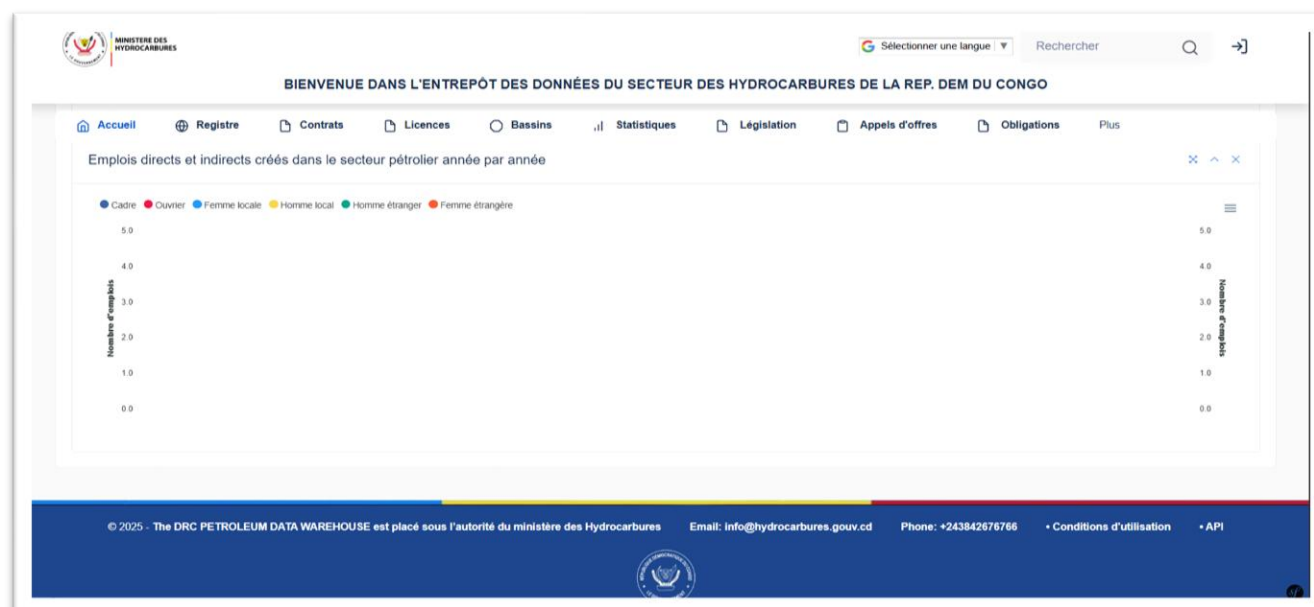 MINISTERE DES
HYDROCARBURES
Sélectionner une langue ▼
Rechercher
BIENVENUE DANS L'ENTREPÔT DES DONNÉES DU SECTEUR DES HYDROCARBURES DE LA REP. DEM DU CONGO
Accueil Registre Contrats Licences Bassins Statistiques Législation Appels d'offres Obligations Plus
Emplois directs et indirects créés dans le secteur pétrolier année par année
Cadre Ouvrier Femme locale Homme local Homme étranger Femme étrangère
5.0 5.0
4.0 4.0
3.0 3.0
2.0 2.0
1.0 1.0
0.0 0.0
Nombre d'emplois
Nombre d'emplois
© 2025 - The DRC PETROLEUM DATA WAREHOUSE est placé sous l'autorité du ministère des Hydrocarbures Email: info@hydrocarbures.gouv.cd Phone: +243842676766 • Conditions d'utilisation • API